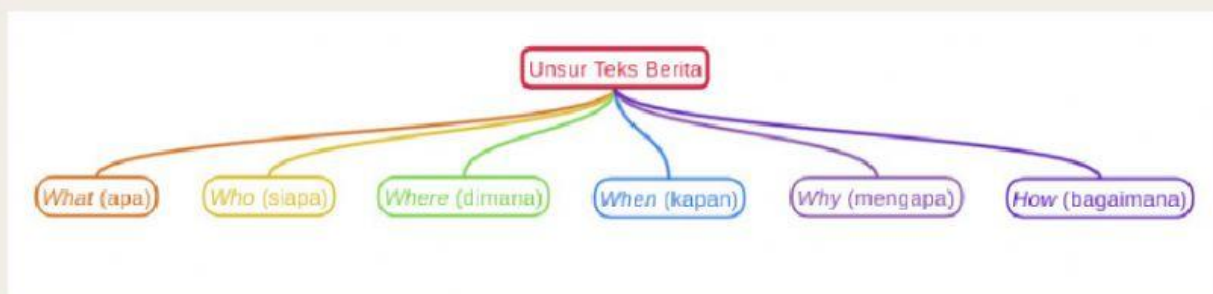 Unsur Teks Berita
What (apa)
Who (siapa)
Where (dimana)
When (kapan)
Why (mengapa)
How (bagaimana)